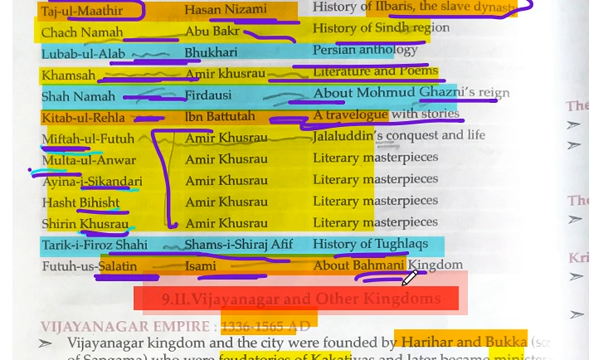 Taj-ul-Maathir Hasan Nizami History of IIbaris, the slave dynasty
Chach Namah Abu Bakr History of Sindh region
Lubab-ul-Alab Bhukhari Persian anthology
Khamsah Amir khusrau Literature and Poems
Shah Namah Firdausi About Mohmud Ghazni's reign
Kitab-ul-Rehla Ibn Battutah A travelogue with stories
Miftah-ul-Futuh Amir Khusrau Jalaluddin's conquest and life
Multa-ul-Anwar Amir Khusrau Literary masterpieces
Ayina-i-Sikandari Amir Khusrau Literary masterpieces
Hasht Bihisht Amir Khusrau Literary masterpieces
Shirin Khusrau Amir Khusrau Literary masterpieces
Tarik-i-Firoz Shahi Shams-i-Shiraj Afif History of Tughlaqs
Futuh-us-Salatin Isami About Bahmani Kingdom
9.II.Vijayanagar and Other Kingdoms
VIJAYANAGAR EMPIRE : 1336-1565 AD
➢ Vijayanagar kingdom and the city were founded by Harihar and Bukka
of Sangama) who were feudatories of Kakatiyas and later became
The
➢
➢
The
➢
Kri
➢
➢